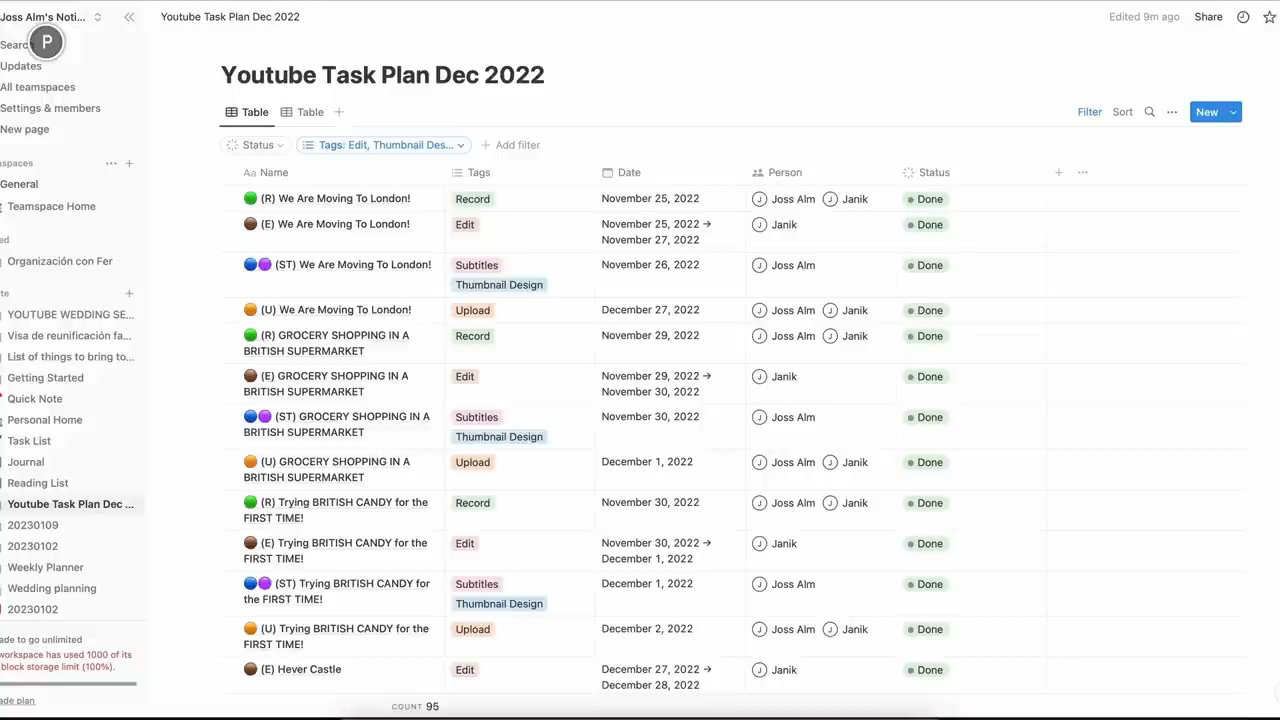 Joss Alm's Noti...
Youtube Task Plan Dec 2022
Edited 9m ago
Share
P
Search
Updates
All teamspaces
Settings & members
New page
General
Teamspace Home
Organización con Fer
YOUTUBE WEDDING SE...
Visa de reunificación fa...
List of things to bring to...
Getting Started
Quick Note
Personal Home
Task List
Journal
Reading List
Youtube Task Plan Dec ...
20230109
20230102
Weekly Planner
Wedding planning
20230102
ade to go unlimited
workspace has used 1000 of its
block storage limit (100%).
ade plan
Youtube Task Plan Dec 2022
Table Table
Filter Sort New
Status Tags: Edit, Thumbnail Des... Add filter
Aa Name Tags Date Person Status
(R) We Are Moving To London! Record November 25, 2022 J Joss Alm J Janik Done
(E) We Are Moving To London! Edit November 25, 2022 → J Janik Done
November 27, 2022
(ST) We Are Moving To London! Subtitles November 26, 2022 J Joss Alm Done
Thumbnail Design
(U) We Are Moving To London! Upload December 27, 2022 J Joss Alm J Janik Done
(R) GROCERY SHOPPING IN A Record November 29, 2022 J Joss Alm J Janik Done
BRITISH SUPERMARKET
(E) GROCERY SHOPPING IN A Edit November 29, 2022 → J Janik Done
BRITISH SUPERMARKET November 30, 2022
(ST) GROCERY SHOPPING IN A Subtitles November 30, 2022 J Joss Alm Done
BRITISH SUPERMARKET Thumbnail Design
(U) GROCERY SHOPPING IN A Upload December 1, 2022 J Joss Alm J Janik Done
BRITISH SUPERMARKET
(R) Trying BRITISH CANDY for the Record November 30, 2022 J Joss Alm J Janik Done
FIRST TIME!
(E) Trying BRITISH CANDY for the Edit November 30, 2022 → J Janik Done
FIRST TIME! December 1, 2022
(ST) Trying BRITISH CANDY for Subtitles December 1, 2022 J Joss Alm Done
the FIRST TIME! Thumbnail Design
(U) Trying BRITISH CANDY for the Upload December 2, 2022 J Joss Alm J Janik Done
FIRST TIME!
(E) Hever Castle Edit December 27, 2022 → J Janik Done
December 28, 2022
COUNT 95